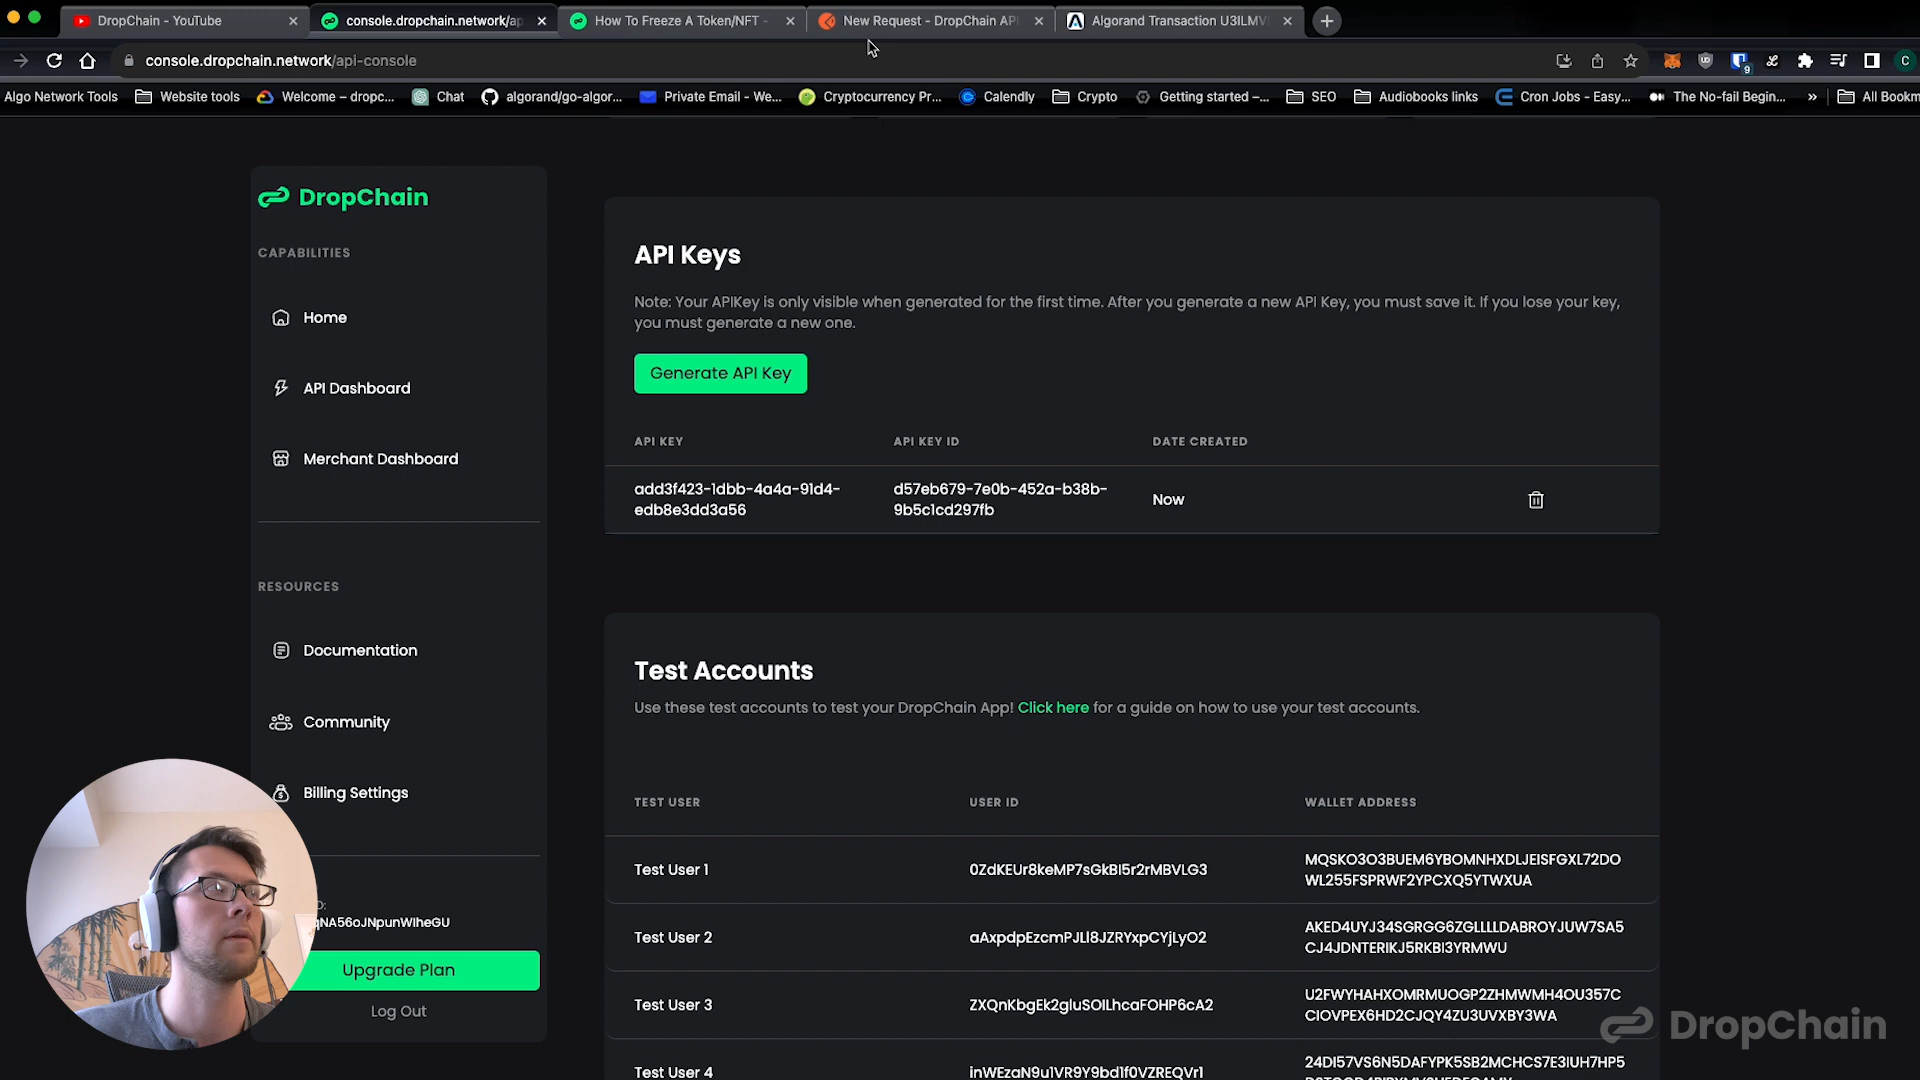 DropChain - YouTube
console.dropchain.network/ap
How To Freeze A Token/NFT -
New Request - DropChain API
Algorand Transaction U3ILMVI
console.dropchain.network/api-console
9
C
Algo Network Tools
Website tools
Welcome – dropc...
Chat
algorand/go-algor...
Private Email - We...
Cryptocurrency Pr...
Calendly
Crypto
Getting started –...
SEO
Audiobooks links
Cron Jobs - Easy...
The No-fail Begin...
»
All Bookm
DropChain
CAPABILITIES
Home
API Dashboard
Merchant Dashboard
RESOURCES
Documentation
Community
Billing Settings
Upgrade Plan
Log Out
API Keys
Note: Your APIKey is only visible when generated for the first time. After you generate a new API Key, you must save it. If you lose your key,
you must generate a new one.
Generate API Key
API KEY
API KEY ID
DATE CREATED
add3f423-1dbb-4a4a-91d4-
edb8e3dd3a56
d57eb679-7e0b-452a-b38b-
9b5c1cd297fb
Now
Test Accounts
Use these test accounts to test your DropChain App! Click here for a guide on how to use your test accounts.
TEST USER
USER ID
WALLET ADDRESS
Test User 1
0ZdKEUr8keMP7sGkBI5r2rMBVLG3
MQSKO3O3BUEM6YBOMNHXDLJEISFGXL72DO
WL255FSPRWF2YPCXQ5YTWXUA
Test User 2
aAxpdpEzcmPJLl8JZRYxpCYjLyO2
AKED4UYJ34SGRGG6ZGLLLLDABROYJUW7SA5
CJ4JDNTERIKJ5RKBI3YRMWU
Test User 3
ZXQnKbgEk2gluSOILhcaFOHP6cA2
U2FWYHAHXOMRMUOGP2ZHMWMH4OU357C
CIOVPEX6HD2CJQY4ZU3UVXBY3WA
Test User 4
inWEzaN9u1VR9Y9bd1f0VZREQVr1
24DI57VS6N5DAFYPK5SB2MCHCS7E3IUH7HP5
DropChain